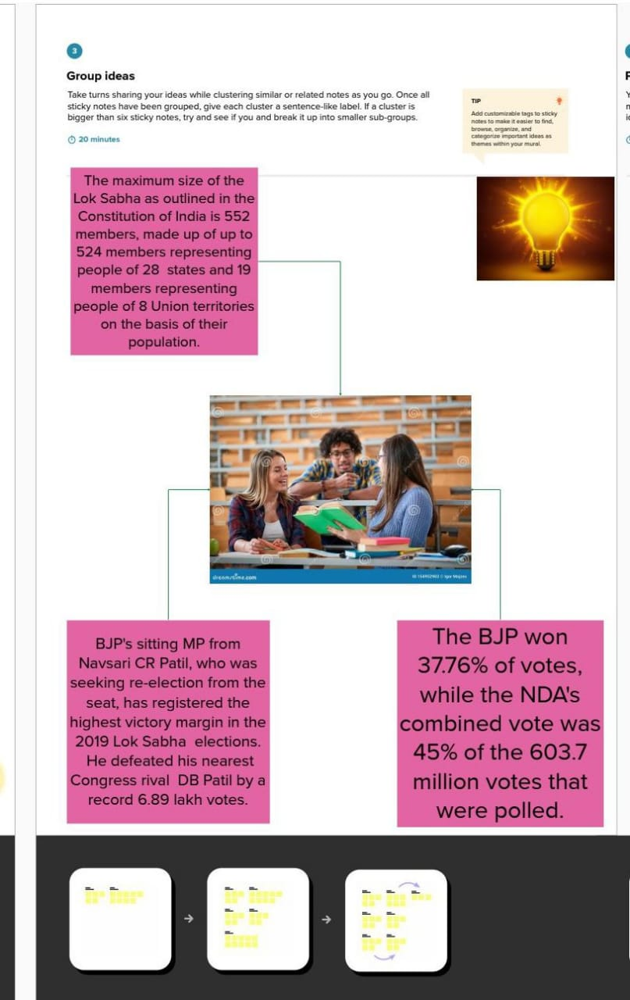 3
Group ideas
Take turns sharing your ideas while clustering similar or related notes as you go. Once all
sticky notes have been grouped, give each cluster a sentence-like label. If a cluster is
bigger than six sticky notes, try and see if you and break it up into smaller sub-groups.
20 minutes
TIP
Add customizable tags to sticky
notes to make it easier to find,
browse, organize, and
categorize important ideas as
themes within your mural.
The maximum size of the
Lok Sabha as outlined in the
Constitution of India is 552
members, made up of up to
524 members representing
people of 28 states and 19
members representing
people of 8 Union territories
on the basis of their
population.
dreamstime.com
BJP's sitting MP from
Navsari CR Patil, who was
seeking re-election from the
seat, has registered the
highest victory margin in the
2019 Lok Sabha elections.
He defeated his nearest
Congress rival DB Patil by a
record 6.89 lakh votes.
The BJP won
37.76% of votes,
while the NDA's
combined vote was
45% of the 603.7
million votes that
were polled.